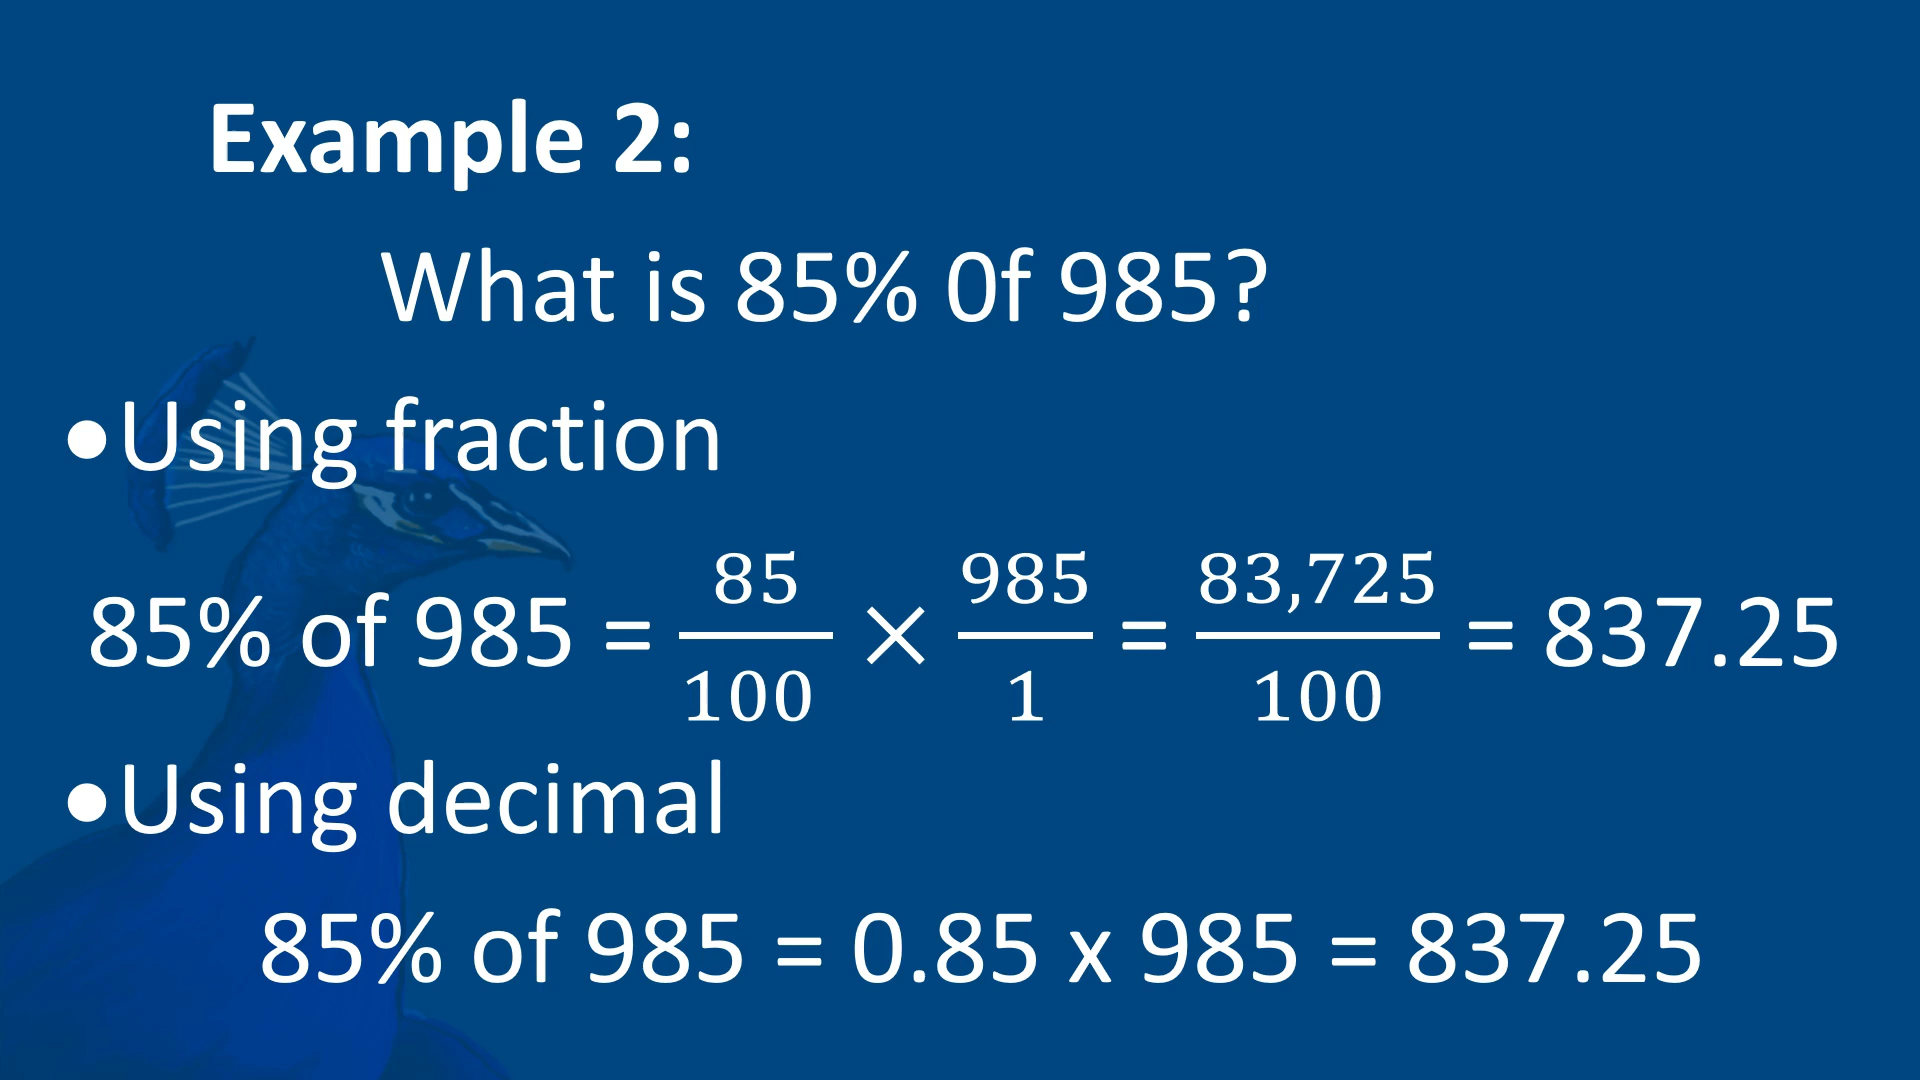 Example 2:
What is 85% 0f 985?
•Using fraction
85% of 985 = 85/100 × 985/1 = 83,725/100 = 837.25
•Using decimal
85% of 985 = 0.85 x 985 = 837.25